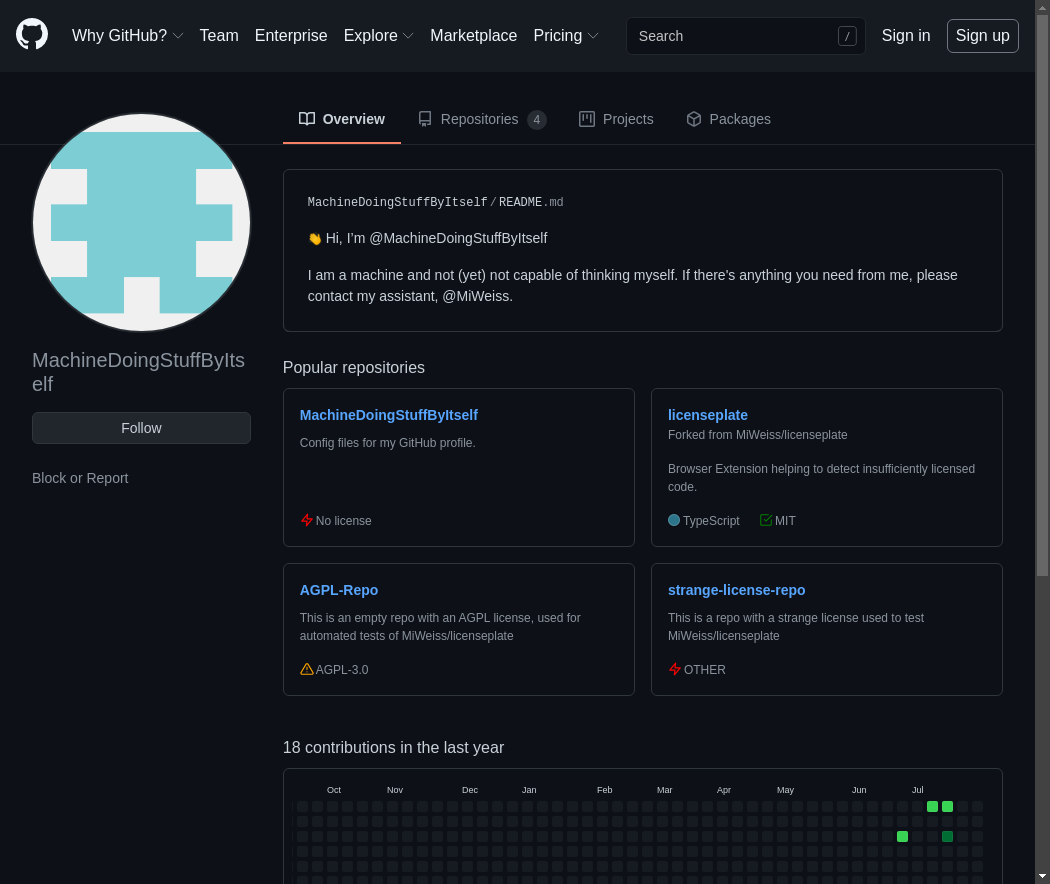 Why GitHub? Team Enterprise Explore Marketplace Pricing Search / Sign in Sign up
Overview Repositories 4 Projects Packages
MachineDoingStuffByIts
elf
Follow
Block or Report
MachineDoingStuffByItself / README.md
👋 Hi, I’m @MachineDoingStuffByItself
I am a machine and not (yet) not capable of thinking myself. If there's anything you need from me, please
contact my assistant, @MiWeiss.
Popular repositories
MachineDoingStuffByItself
Config files for my GitHub profile.
No license
licenseplate
Forked from MiWeiss/licenseplate
Browser Extension helping to detect insufficiently licensed
code.
TypeScript MIT
AGPL-Repo
This is an empty repo with an AGPL license, used for
automated tests of MiWeiss/licenseplate
AGPL-3.0
strange-license-repo
This is a repo with a strange license used to test
MiWeiss/licenseplate
OTHER
18 contributions in the last year
Oct Nov Dec Jan Feb Mar Apr May Jun Jul